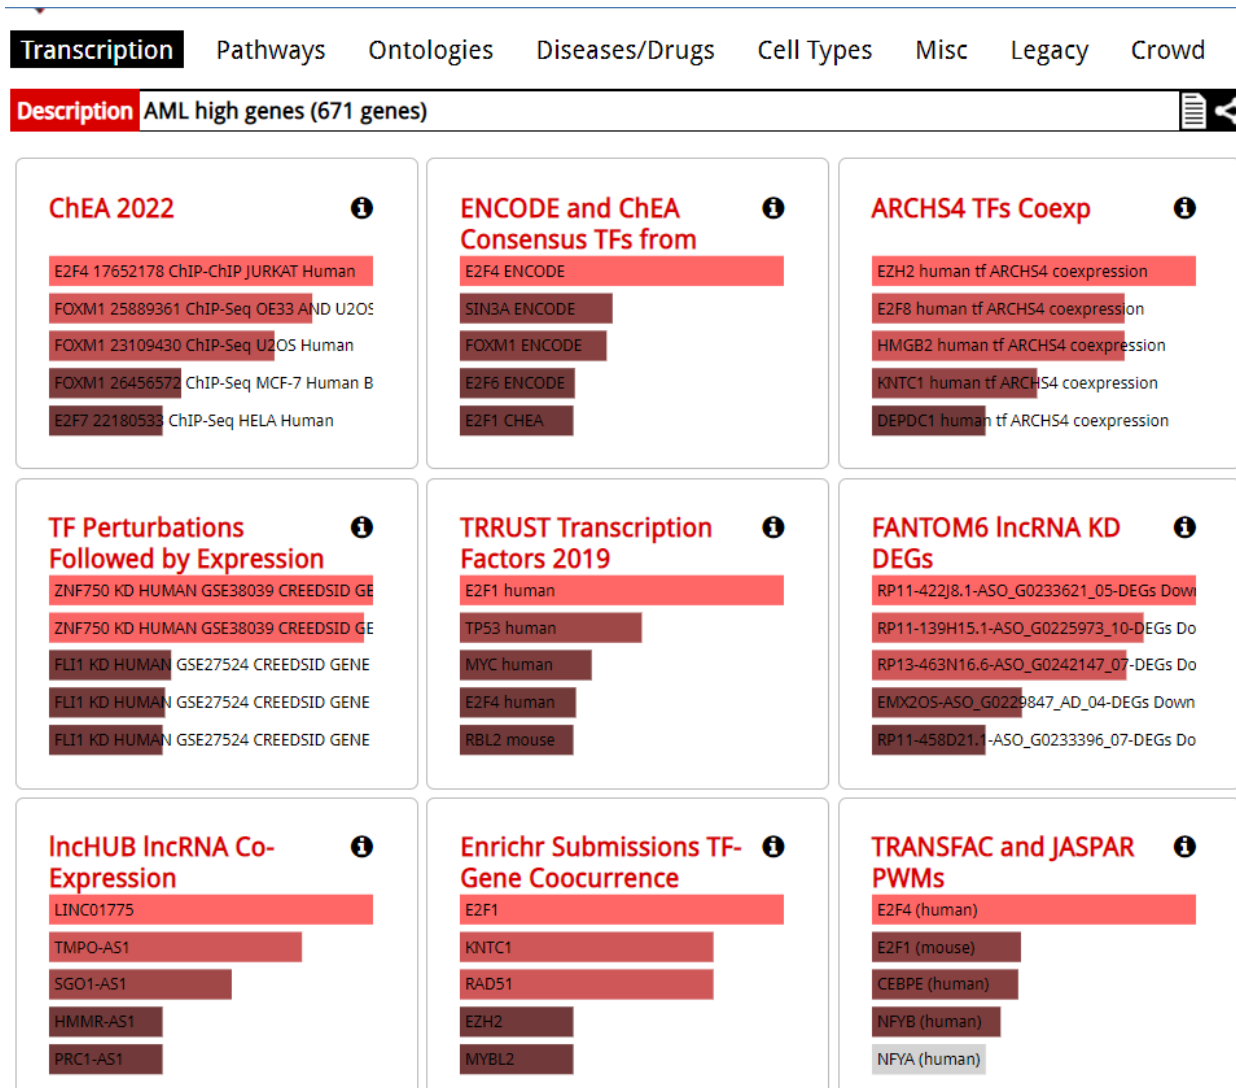 Transcription Pathways Ontologies Diseases/Drugs Cell Types Misc Legacy Crowd
Description AML high genes (671 genes)
ChEA 2022
E2F4 17652178 ChIP-ChIP JURKAT Human
FOXM1 25889361 ChIP-Seq OE33 AND U2OS
FOXM1 23109430 ChIP-Seq U2OS Human
FOXM1 26456572 ChIP-Seq MCF-7 Human B
E2F7 22180533 ChIP-Seq HELA Human
ENCODE and ChEA
Consensus TFs from
E2F4 ENCODE
SIN3A ENCODE
FOXM1 ENCODE
E2F6 ENCODE
E2F1 CHEA
ARCHS4 TFs Coexp
EZH2 human tf ARCHS4 coexpression
E2F8 human tf ARCHS4 coexpression
HMGB2 human tf ARCHS4 coexpression
KNTC1 human tf ARCHS4 coexpression
DEPDC1 human tf ARCHS4 coexpression
TF Perturbations
Followed by Expression
ZNF750 KD HUMAN GSE38039 CREEDSID GE
ZNF750 KD HUMAN GSE38039 CREEDSID GE
FLI1 KD HUMAN GSE27524 CREEDSID GENE
FLI1 KD HUMAN GSE27524 CREEDSID GENE
FLI1 KD HUMAN GSE27524 CREEDSID GENE
TRRUST Transcription
Factors 2019
E2F1 human
TP53 human
MYC human
E2F4 human
RBL2 mouse
FANTOM6 lncRNA KD
DEGs
RP11-422J8.1-ASO_G0233621_05-DEGs Down
RP11-139H15.1-ASO_G0225973_10-DEGs Do
RP13-463N16.6-ASO_G0242147_07-DEGs Do
EMX2OS-ASO_G0229847_AD_04-DEGs Down
RP11-458D21.1-ASO_G0233396_07-DEGs Do
lncHUB lncRNA Co-
Expression
LINC01775
TMPO-AS1
SGO1-AS1
HMMR-AS1
PRC1-AS1
Enrichr Submissions TF-
Gene Coocurrence
E2F1
KNTC1
RAD51
EZH2
MYBL2
TRANSFAC and JASPAR
PWMs
E2F4 (human)
E2F1 (mouse)
CEBPE (human)
NFYB (human)
NFYA (human)